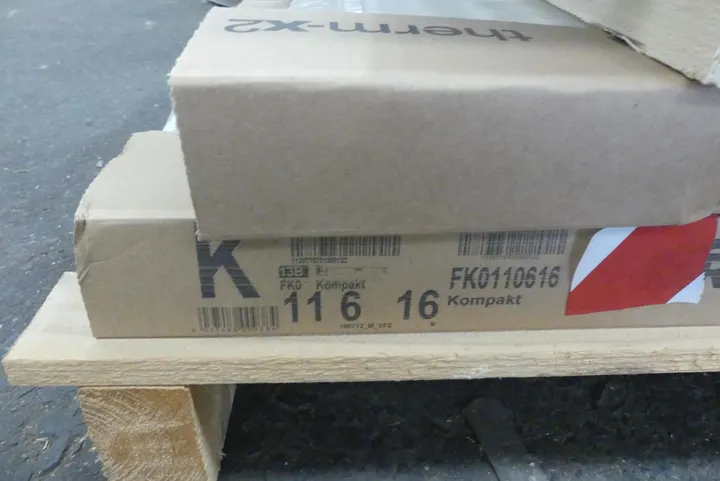 therm-x2
K
13B
FK0 Kompakt
11 6 16
FK0110616
Kompakt